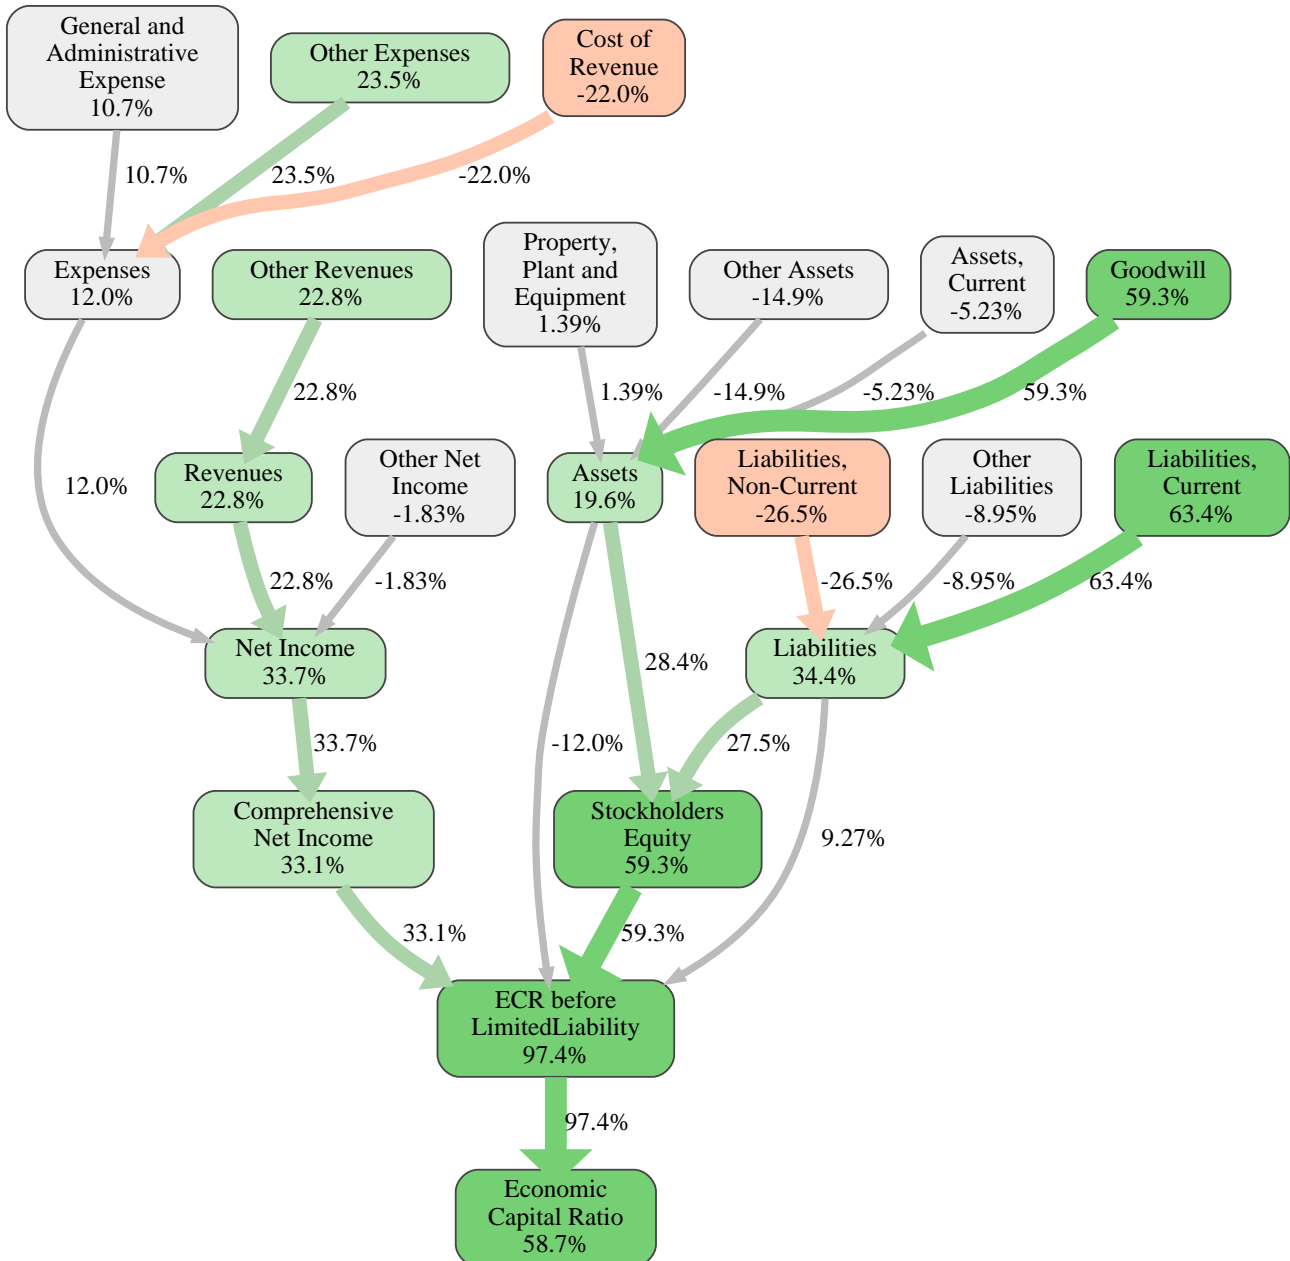 General and
Administrative
Expense
10.7%
Other Expenses
23.5%
Cost of
Revenue
-22.0%
10.7%
23.5%
-22.0%
Expenses
12.0%
Other Revenues
22.8%
Property,
Plant and
Equipment
1.39%
Other Assets
-14.9%
Assets,
Current
-5.23%
Goodwill
59.3%
22.8%
1.39%
-14.9%
-5.23%
59.3%
12.0%
Revenues
22.8%
Other Net
Income
-1.83%
Assets
19.6%
Liabilities,
Non-Current
-26.5%
Other
Liabilities
-8.95%
Liabilities,
Current
63.4%
22.8%
-1.83%
-26.5%
-8.95%
63.4%
Net Income
33.7%
28.4%
Liabilities
34.4%
33.7%
-12.0%
27.5%
Comprehensive
Net Income
33.1%
Stockholders
Equity
59.3%
9.27%
33.1%
59.3%
ECR before
LimitedLiability
97.4%
97.4%
Economic
Capital Ratio
58.7%